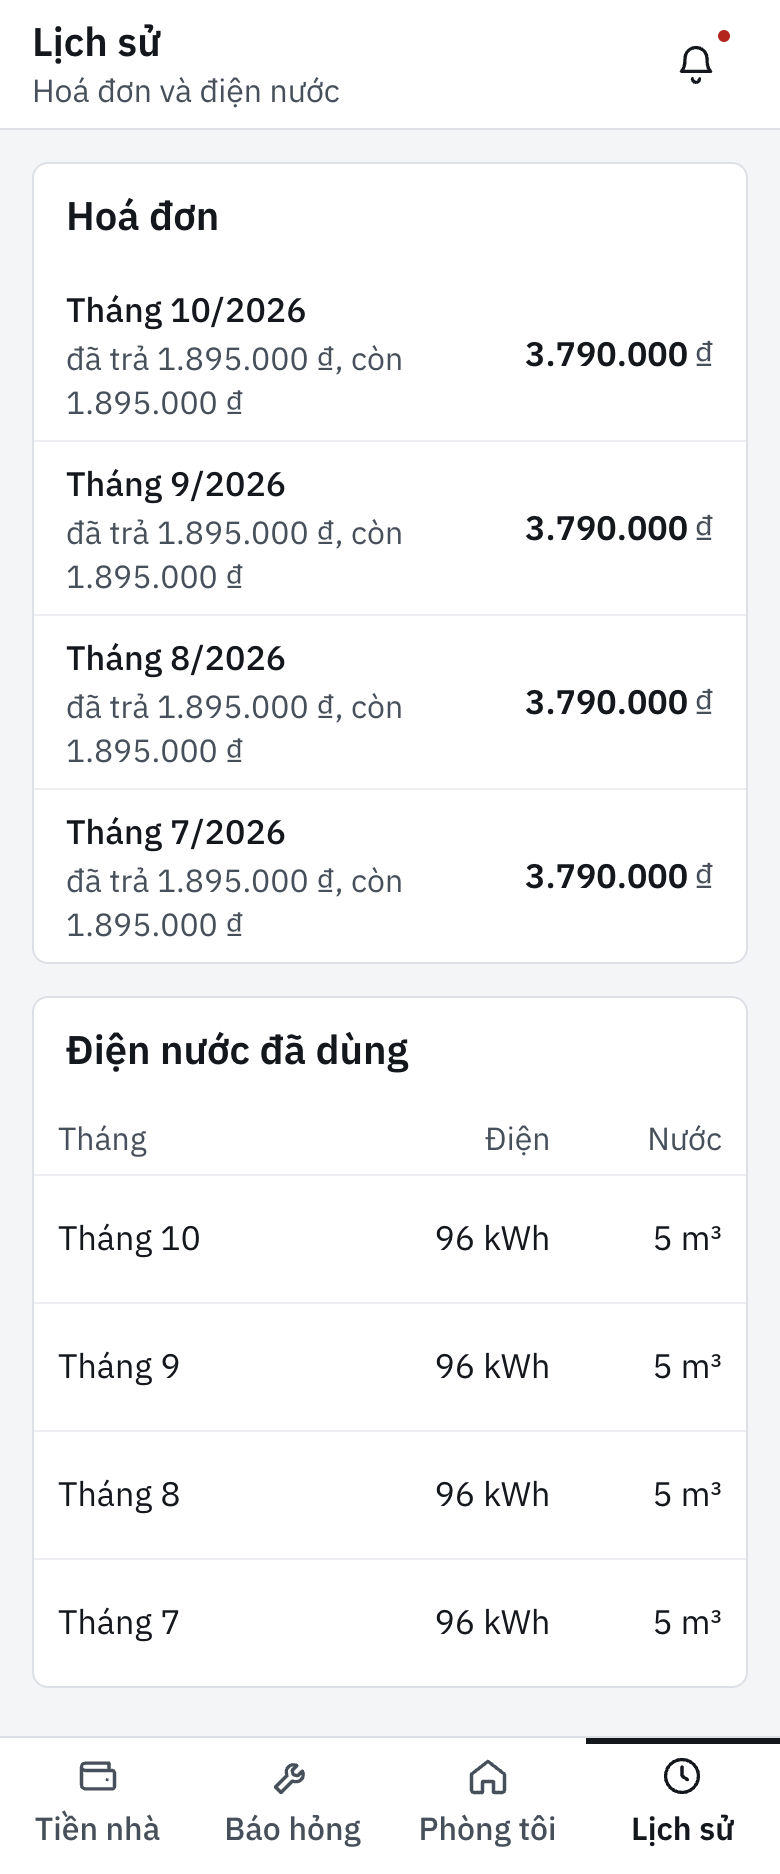 Lịch sử
Hoá đơn và điện nước
Hoá đơn
Tháng 10/2026
đã trả 1.895.000 ₫, còn
1.895.000 ₫
3.790.000 ₫
Tháng 9/2026
đã trả 1.895.000 ₫, còn
1.895.000 ₫
3.790.000 ₫
Tháng 8/2026
đã trả 1.895.000 ₫, còn
1.895.000 ₫
3.790.000 ₫
Tháng 7/2026
đã trả 1.895.000 ₫, còn
1.895.000 ₫
3.790.000 ₫
Điện nước đã dùng
Tháng Điện Nước
Tháng 10 96 kWh 5 m³
Tháng 9 96 kWh 5 m³
Tháng 8 96 kWh 5 m³
Tháng 7 96 kWh 5 m³
Tiền nhà Báo hỏng Phòng tôi Lịch sử